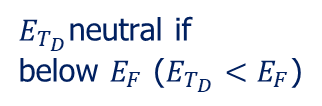 $E_{T_D}$ neutral if
below $E_F$ ($E_{T_D} < E_F$)